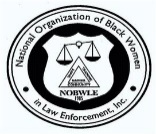 National Organization of Black Women
NOBWLE
in Law Enforcement, Inc.